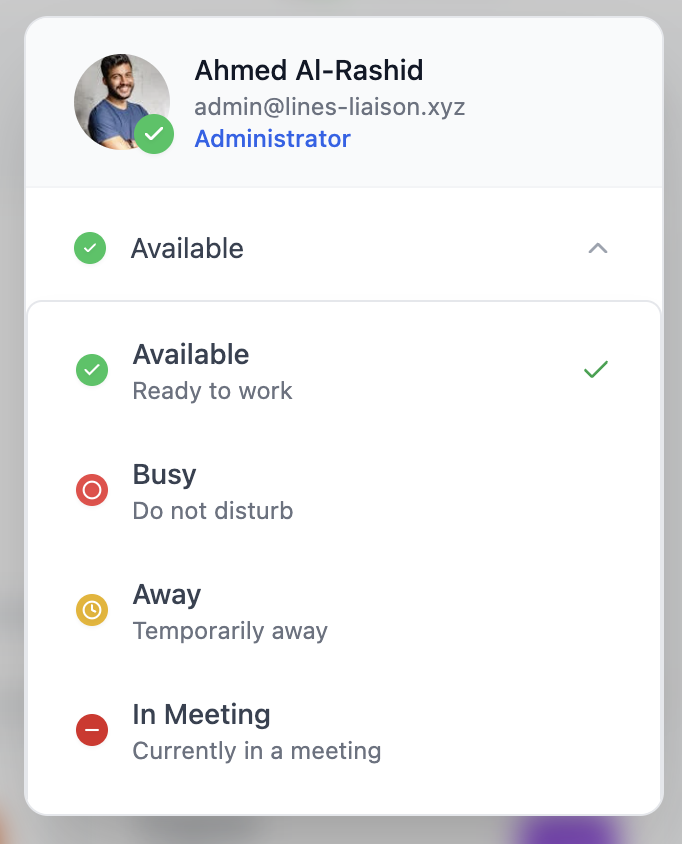 Ahmed Al-Rashid
admin@lines-liaison.xyz
Administrator
Available
Available
Ready to work
Busy
Do not disturb
Away
Temporarily away
In Meeting
Currently in a meeting